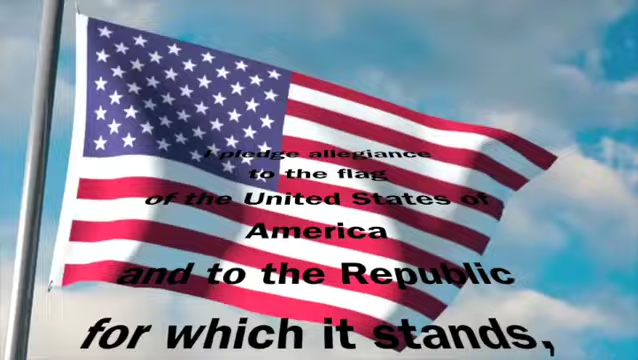 I pledge allegiance
to the flag
of the United States of
America
and to the Republic
for which it stands,